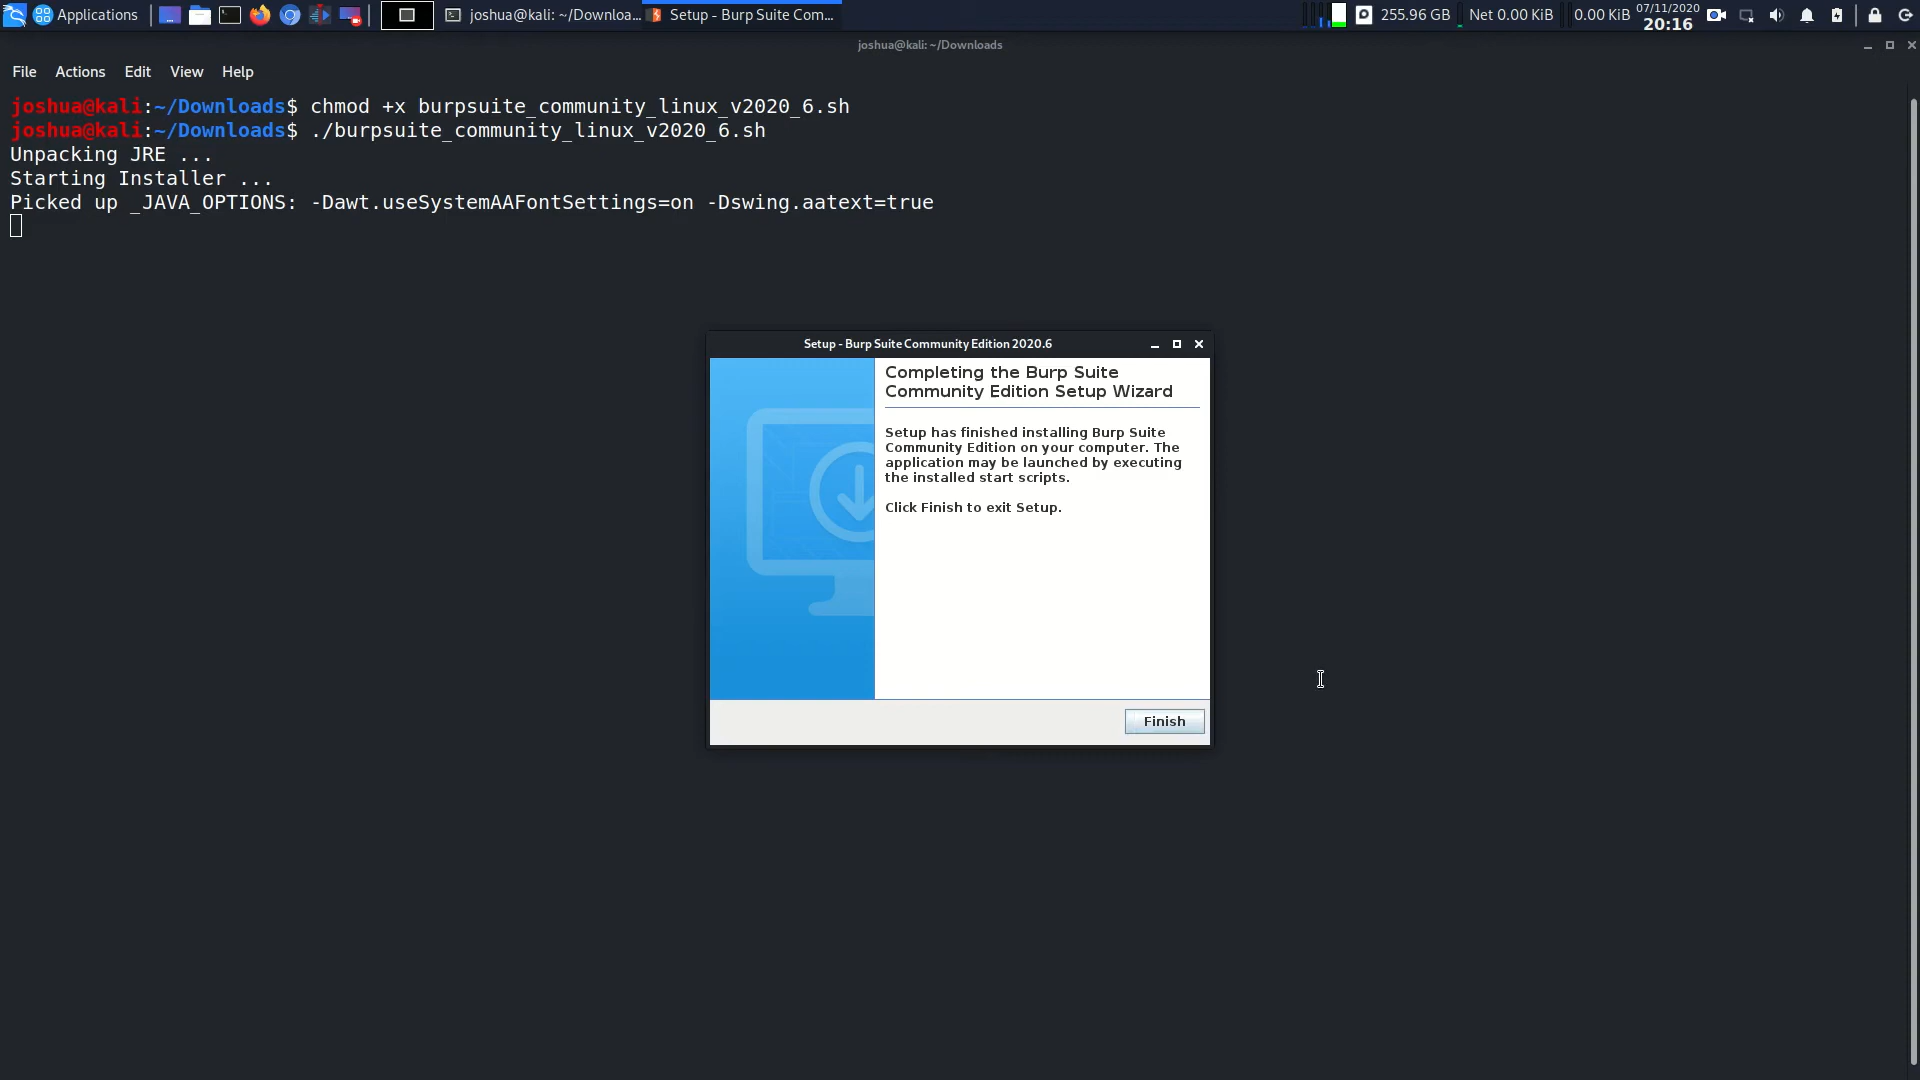 Applications
joshua@kali: ~/Downloa...
Setup - Burp Suite Com...
255.96 GB
Net 0.00 KiB
0.00 KiB
07/11/2020
20:16
joshua@kali: ~/Downloads
File Actions Edit View Help
joshua@kali:~/Downloads$ chmod +x burpsuite_community_linux_v2020_6.sh
joshua@kali:~/Downloads$ ./burpsuite_community_linux_v2020_6.sh
Unpacking JRE ...
Starting Installer ...
Picked up _JAVA_OPTIONS: -Dawt.useSystemAAFontSettings=on -Dswing.aatext=true
Setup - Burp Suite Community Edition 2020.6
Completing the Burp Suite
Community Edition Setup Wizard
Setup has finished installing Burp Suite
Community Edition on your computer. The
application may be launched by executing
the installed start scripts.
Click Finish to exit Setup.
Finish